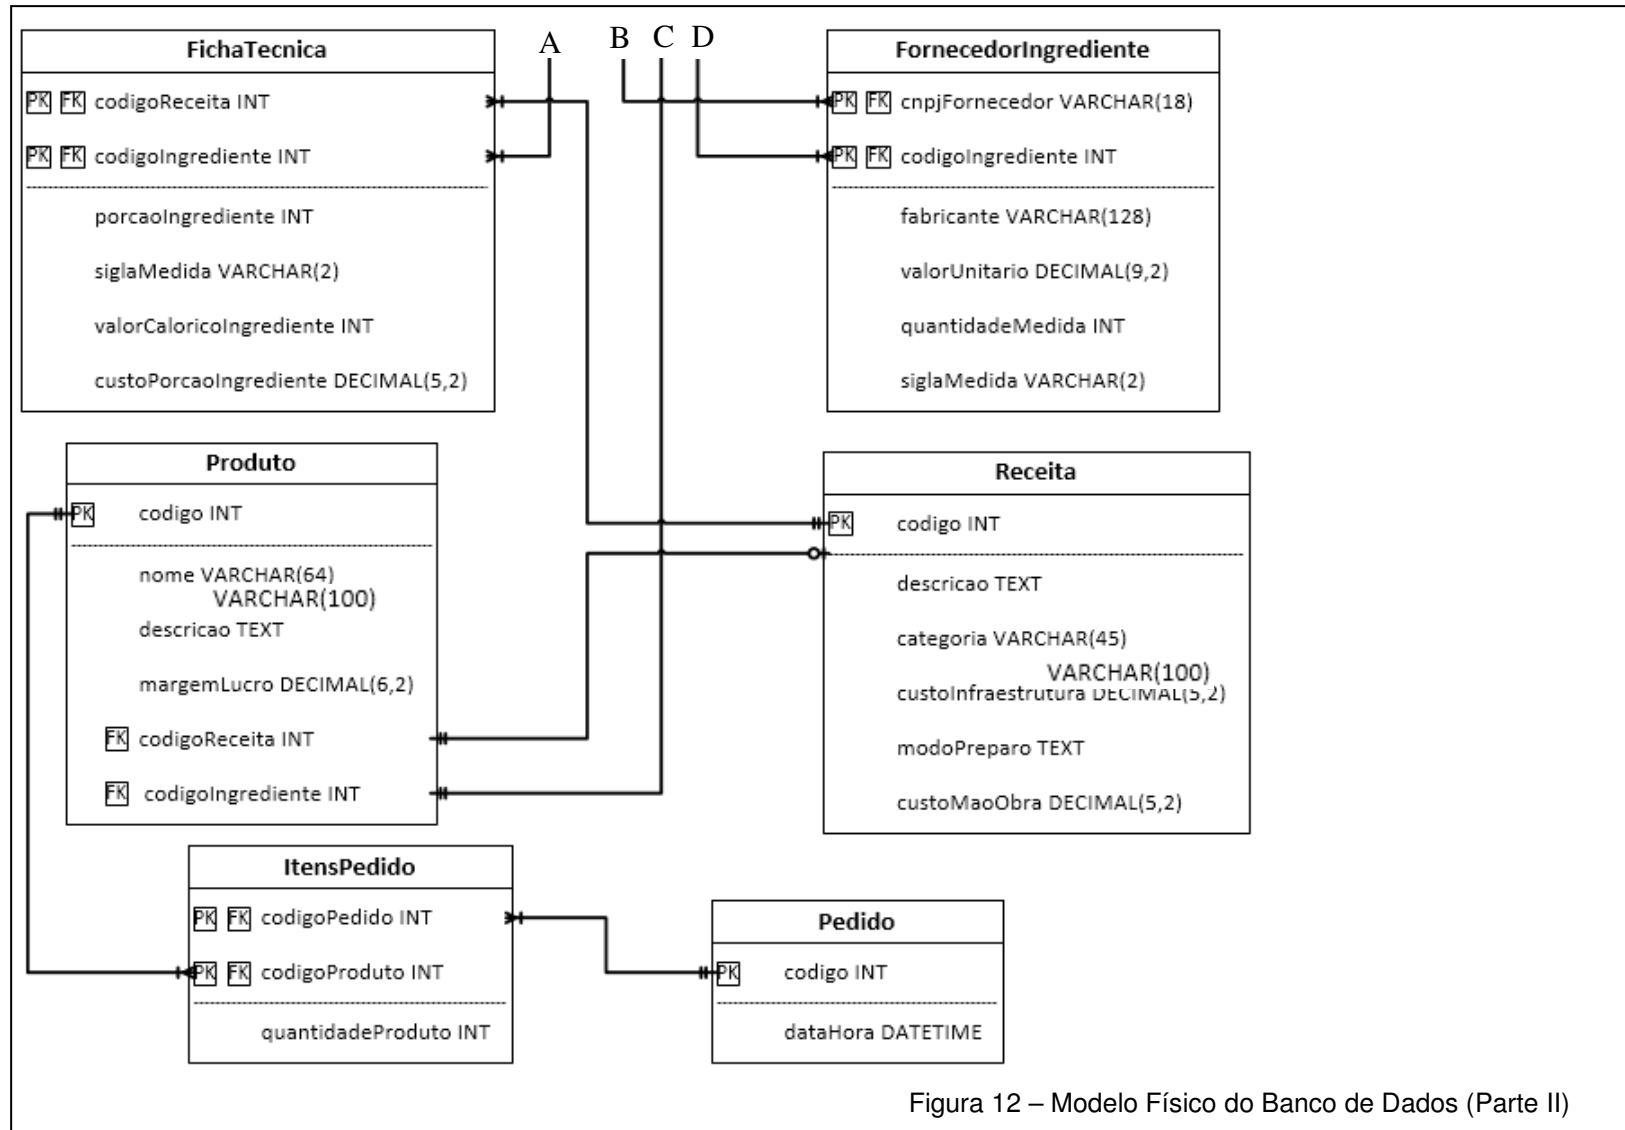 A B C D
FichaTecnica
PK FK codigoReceita INT
PK FK codigoIngrediente INT
porcaoIngrediente INT
siglaMedida VARCHAR(2)
valorCaloricoIngrediente INT
custoPorcaoIngrediente DECIMAL(5,2)
FornecedorIngrediente
PK FK cnpjFornecedor VARCHAR(18)
PK FK codigoIngrediente INT
fabricante VARCHAR(128)
valorUnitario DECIMAL(9,2)
quantidadeMedida INT
siglaMedida VARCHAR(2)
Produto
PK codigo INT
nome VARCHAR(64)
VARCHAR(100)
descricao TEXT
margemLucro DECIMAL(6,2)
FK codigoReceita INT
FK codigoIngrediente INT
Receita
PK codigo INT
descricao TEXT
categoria VARCHAR(45)
VARCHAR(100)
custoInfraestrutura DECIMAL(5,2)
modoPreparo TEXT
custoMaoObra DECIMAL(5,2)
ItensPedido
PK FK codigoPedido INT
PK FK codigoProduto INT
quantidadeProduto INT
Pedido
PK codigo INT
dataHora DATETIME
Figura 12 – Modelo Físico do Banco de Dados (Parte II)